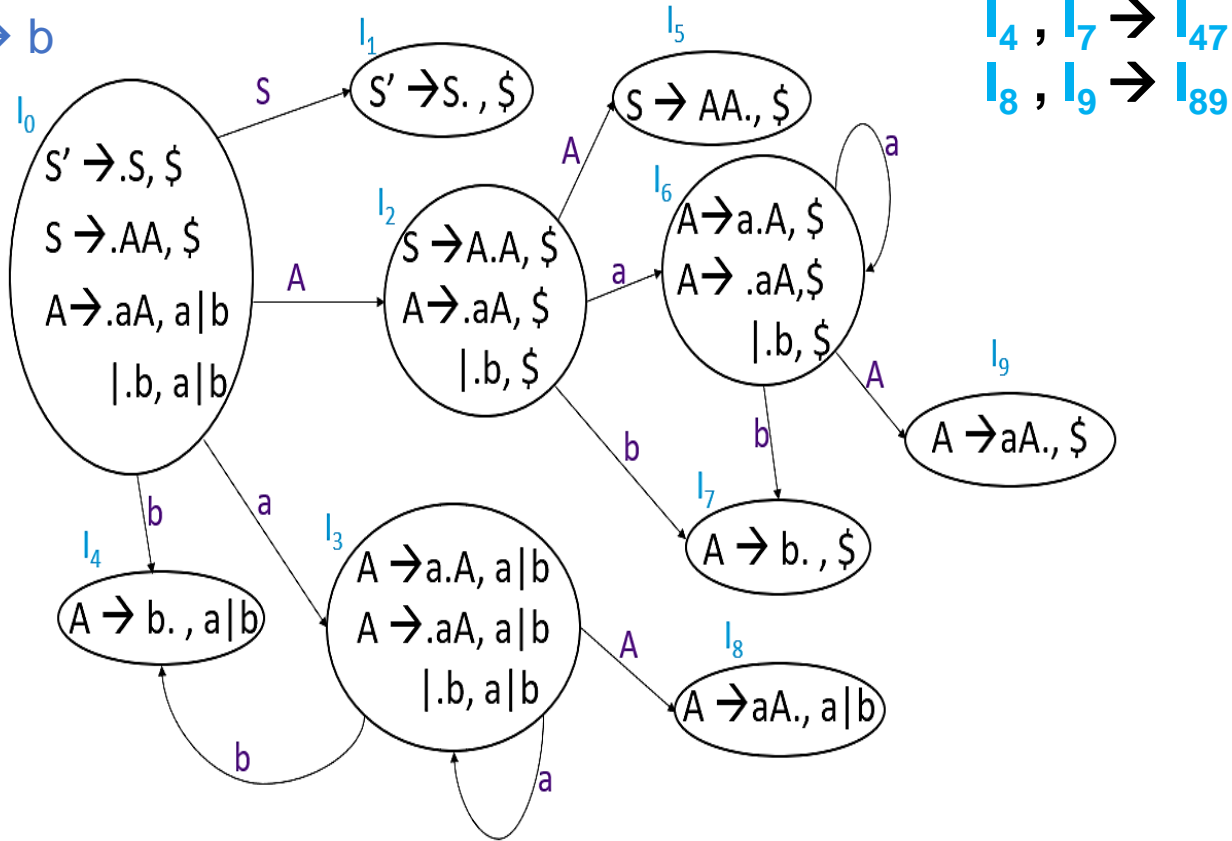 → b
I₄ , I₇ → I₄₇
I₈ , I₉ → I₈₉
I₀
S' →.S, $
S →.AA, $
A→.aA, a|b
|.b, a|b
S
I₁
S' →S. , $
A
I₂
S →A.A, $
A→.aA, $
|.b, $
A
I₅
S → AA., $
a
I₆
A→a.A, $
A→ .aA,$
|.b, $
a
A
I₉
A →aA., $
b
b
I₇
A → b. , $
b
I₄
A → b. , a|b
a
I₃
A →a.A, a|b
A →.aA, a|b
|.b, a|b
A
I₈
A →aA., a|b
b
a